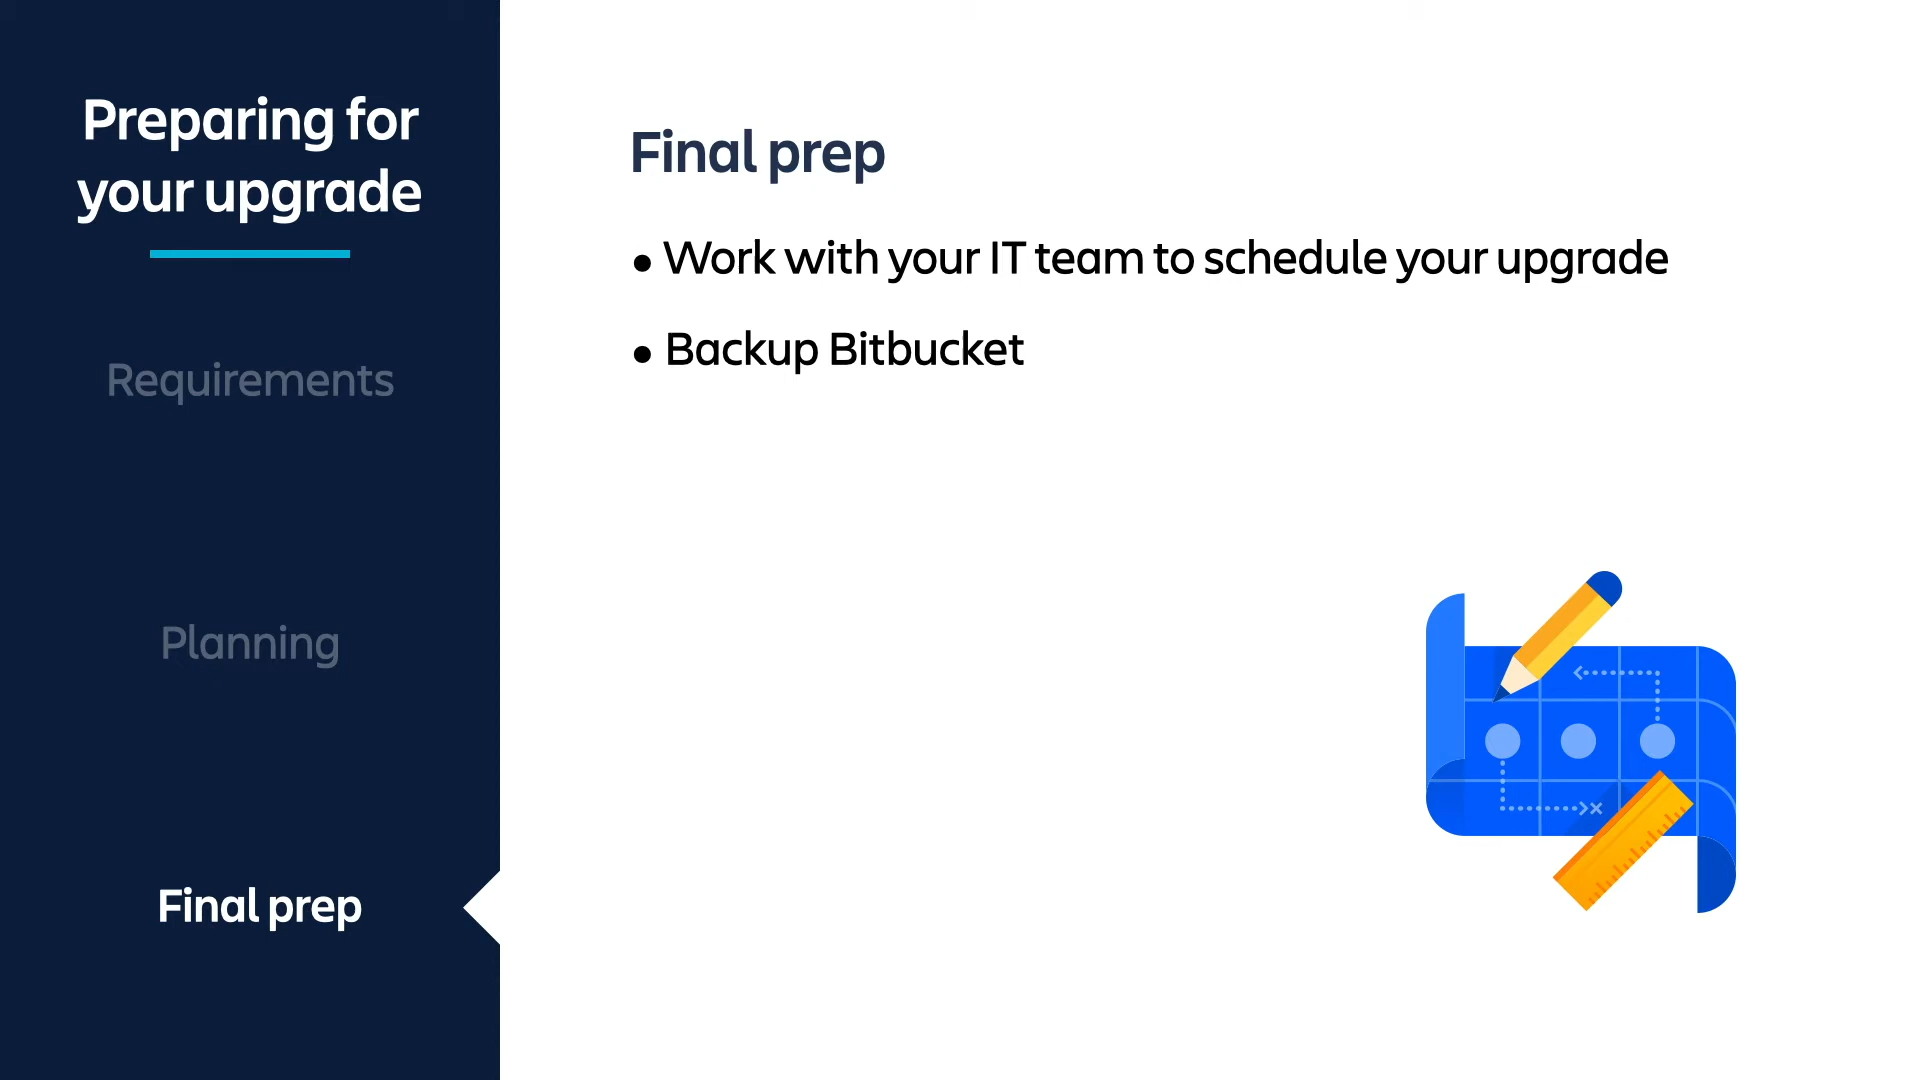 Preparing for
your upgrade
Requirements
Planning
Final prep
Final prep
• Work with your IT team to schedule your upgrade
• Backup Bitbucket